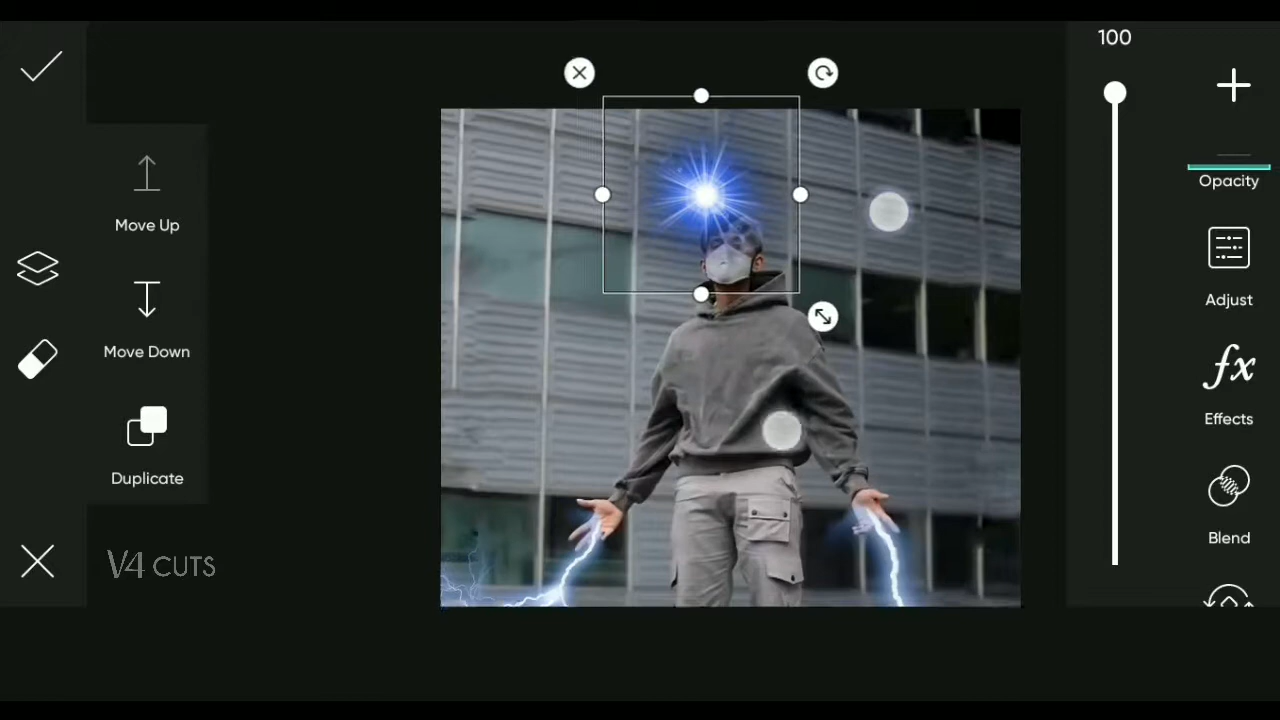 100
Move Up
Opacity
Adjust
Move Down
fx
Effects
Duplicate
Blend
V4 CUTS